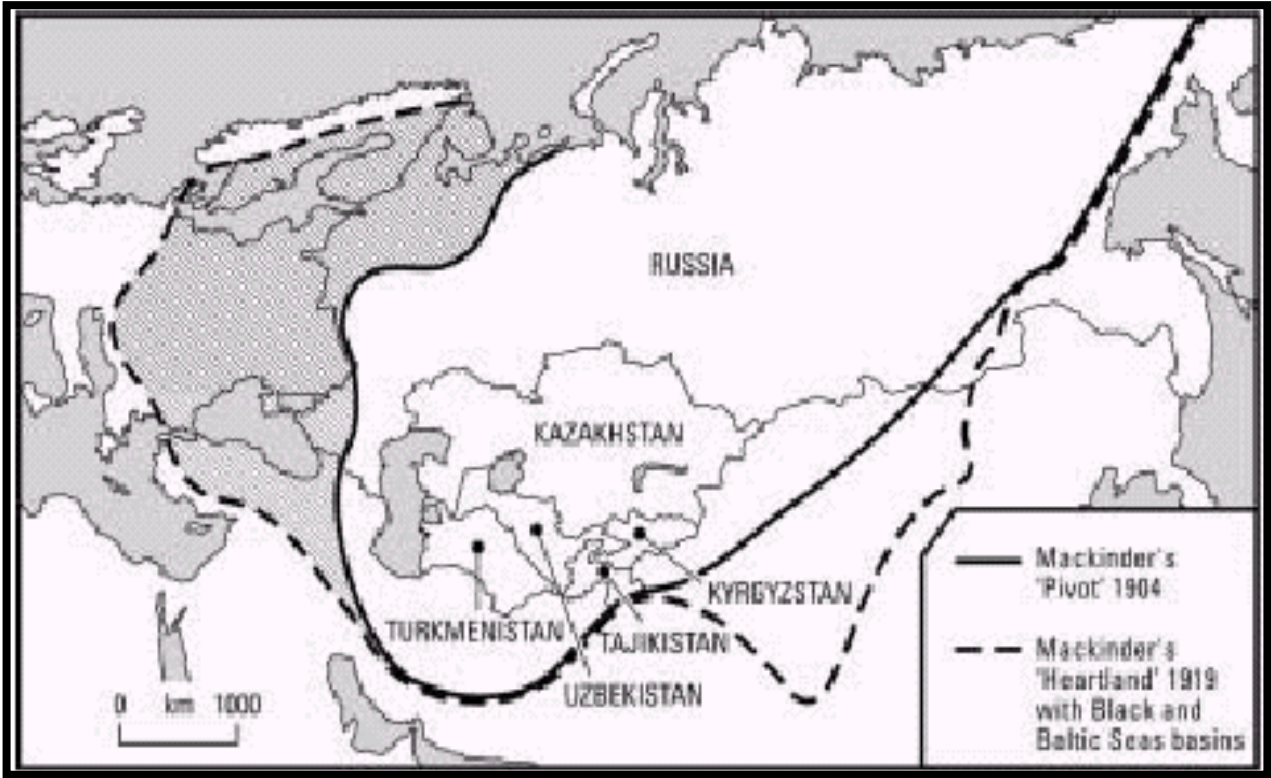 RUSSIA
KAZAKHSTAN
KYRGYZSTAN
TURKMENISTAN
TAJIKISTAN
UZBEKISTAN
0 km 1000
Mackinder's
'Pivot' 1904
Mackinder's
'Heartland' 1919
with Black and
Baltic Seas basins